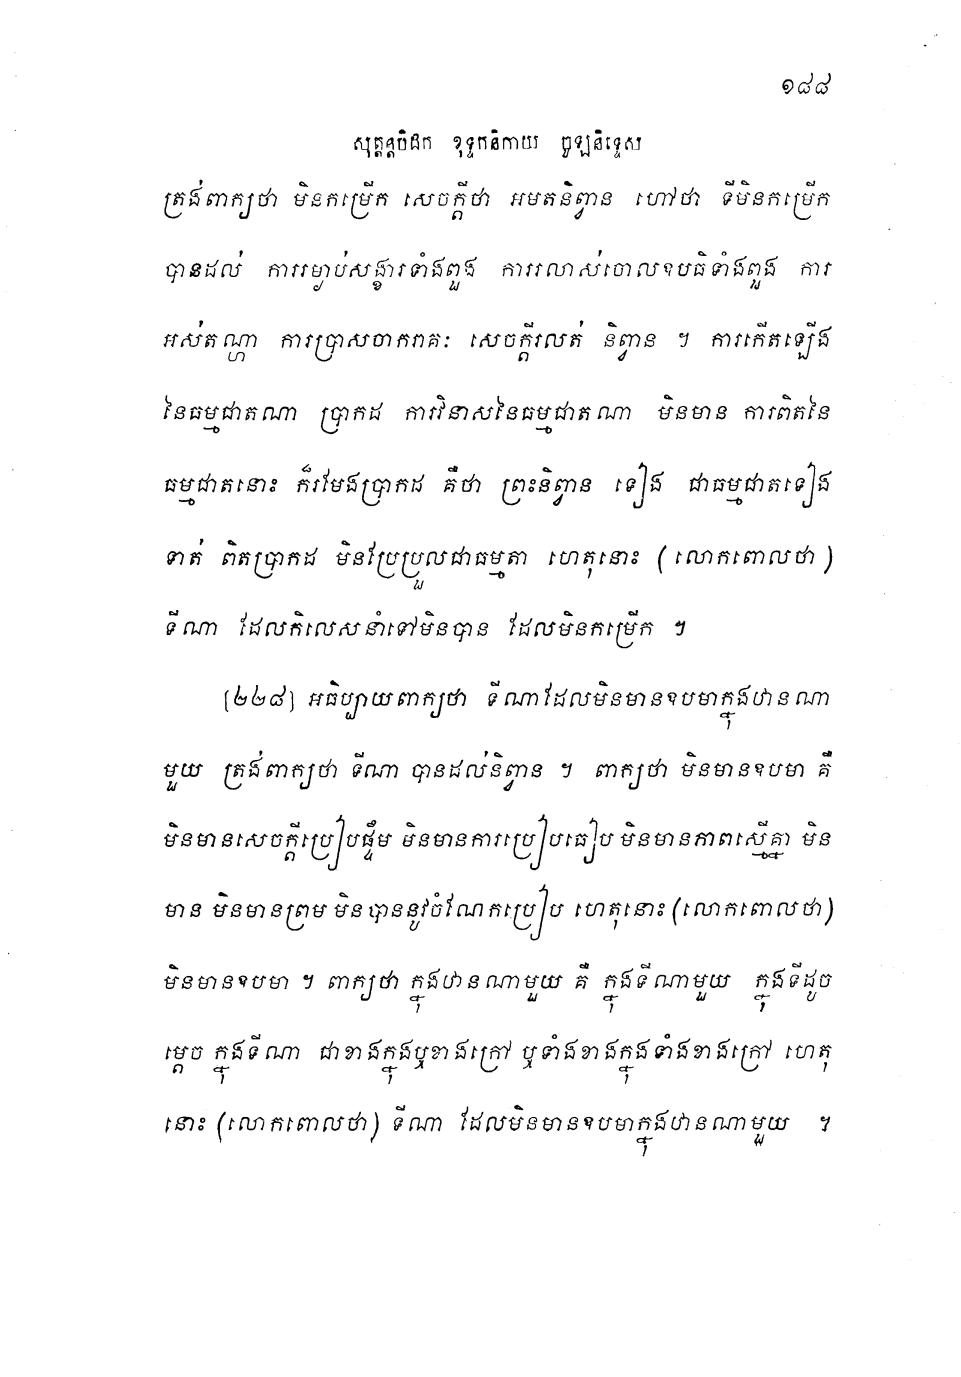 ១៨៨
សុត្តន្តបិដក ខុទ្ទកនិកាយ ចូឡនិទ្ទេស
ត្រង់ពាក្យថា មិនកម្រើក សេចក្ដីថា អមតនិព្វាន ហៅថា ទីមិនកម្រើក
បានដល់ ការរម្ងាប់សង្ខារទាំងពួង ការរលាស់ចោលឧបធិទាំងពួង ការ
អស់តណ្ហា ការប្រាសចាករាគៈ សេចក្ដីរលត់ និព្វាន ។ ការកើតឡើង
នៃធម្មជាតណា ប្រាកដ ការវិនាសនៃធម្មជាតណា មិនមាន ការពិតនៃ
ធម្មជាតនោះ ក៏រមែងប្រាកដ គឺថា ព្រះនិព្វាន ទៀង ជាធម្មជាតទៀង
ទាត់ ពិតប្រាកដ មិនប្រែប្រួលជាធម្មតា ហេតុនោះ (លោកពោលថា)
ទីណា ដែលកិលេសនាំទៅមិនបាន ដែលមិនកម្រើក ។
[២២៨] អធិប្បាយពាក្យថា ទីណាដែលមិនមានឧបមាក្នុងឋានណា
មួយ ត្រង់ពាក្យថា ទីណា បានដល់និព្វាន ។ ពាក្យថា មិនមានឧបមា គឺ
មិនមានសេចក្ដីប្រៀបផ្ទឹម មិនមានការប្រៀបធៀប មិនមានភាពស្មើគ្នា មិន
មាន មិនមានព្រម មិនបាននូវចំណែកប្រៀប ហេតុនោះ (លោកពោលថា)
មិនមានឧបមា ។ ពាក្យថា ក្នុងឋានណាមួយ គឺ ក្នុងទីណាមួយ ក្នុងទីដូច
ម្ដេច ក្នុងទីណា ជាខាងក្នុងឬខាងក្រៅ ឬទាំងខាងក្នុងទាំងខាងក្រៅ ហេតុ
នោះ (លោកពោលថា) ទីណា ដែលមិនមានឧបមាក្នុងឋានណាមួយ ។